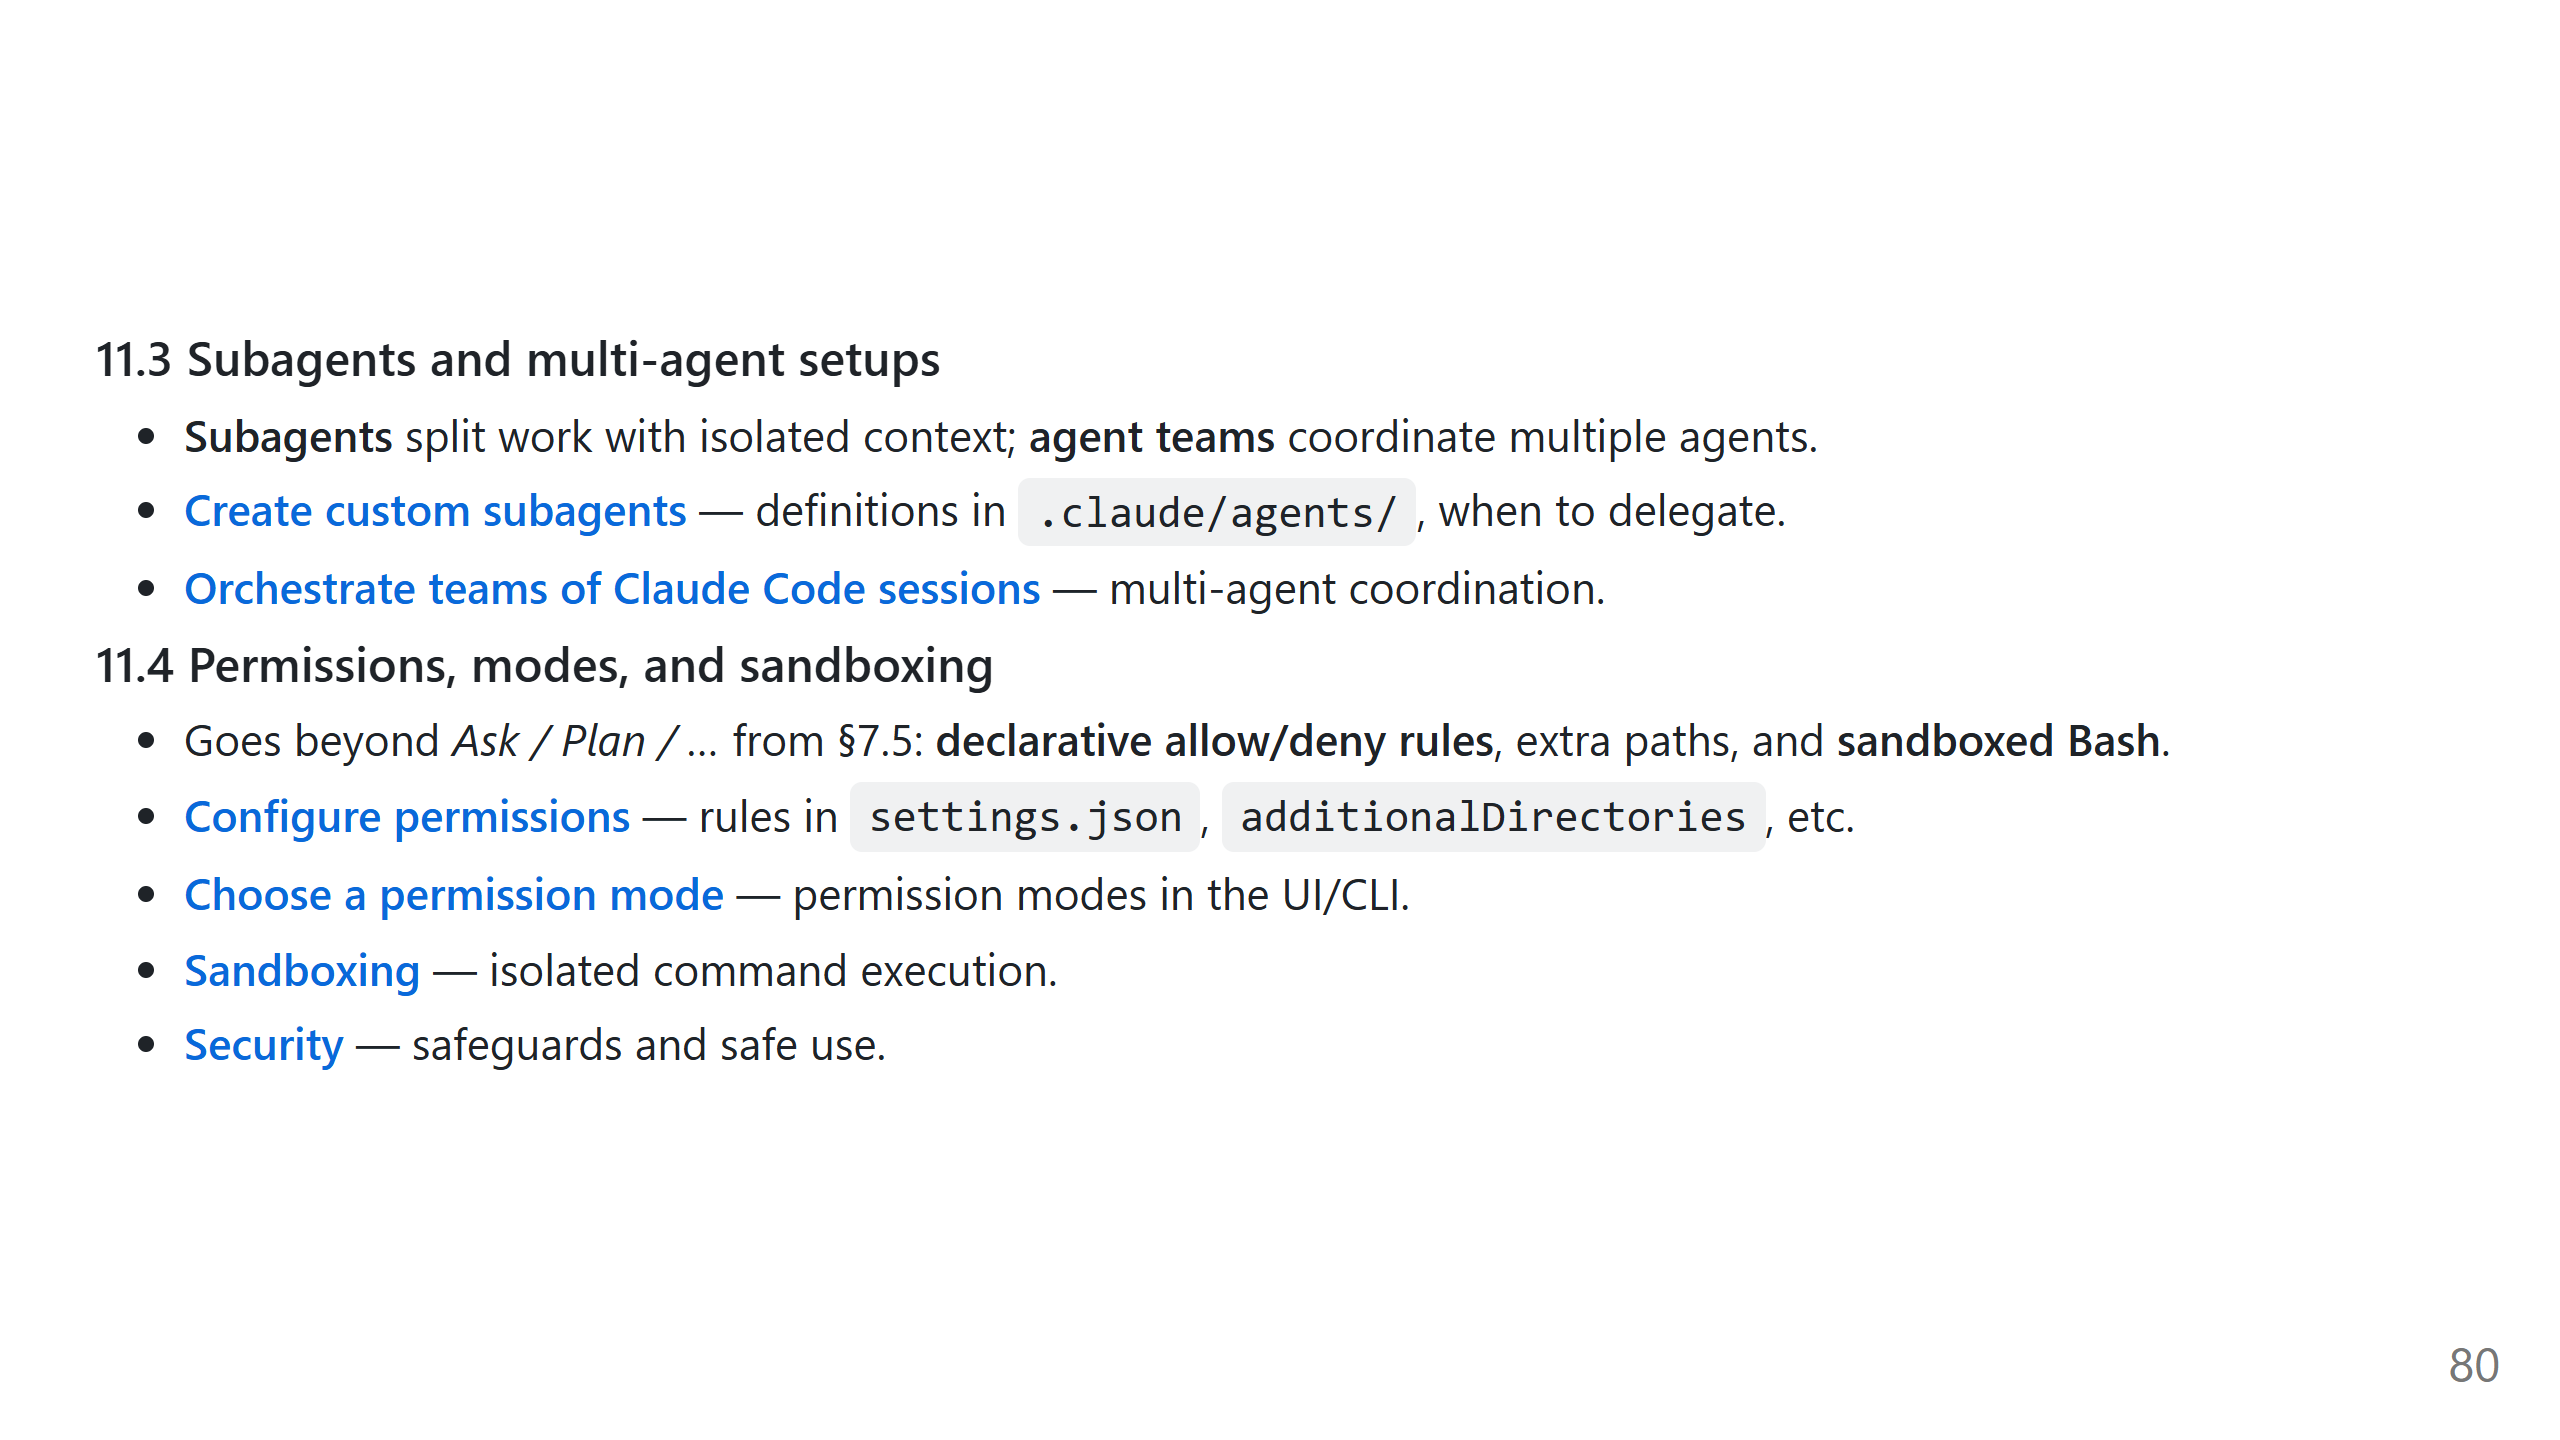 11.3 Subagents and multi-agent setups
• Subagents split work with isolated context; agent teams coordinate multiple agents.
• Create custom subagents — definitions in .claude/agents/, when to delegate.
• Orchestrate teams of Claude Code sessions — multi-agent coordination.
11.4 Permissions, modes, and sandboxing
• Goes beyond Ask / Plan / … from §7.5: declarative allow/deny rules, extra paths, and sandboxed Bash.
• Configure permissions — rules in settings.json, additionalDirectories, etc.
• Choose a permission mode — permission modes in the UI/CLI.
• Sandboxing — isolated command execution.
• Security — safeguards and safe use.
80